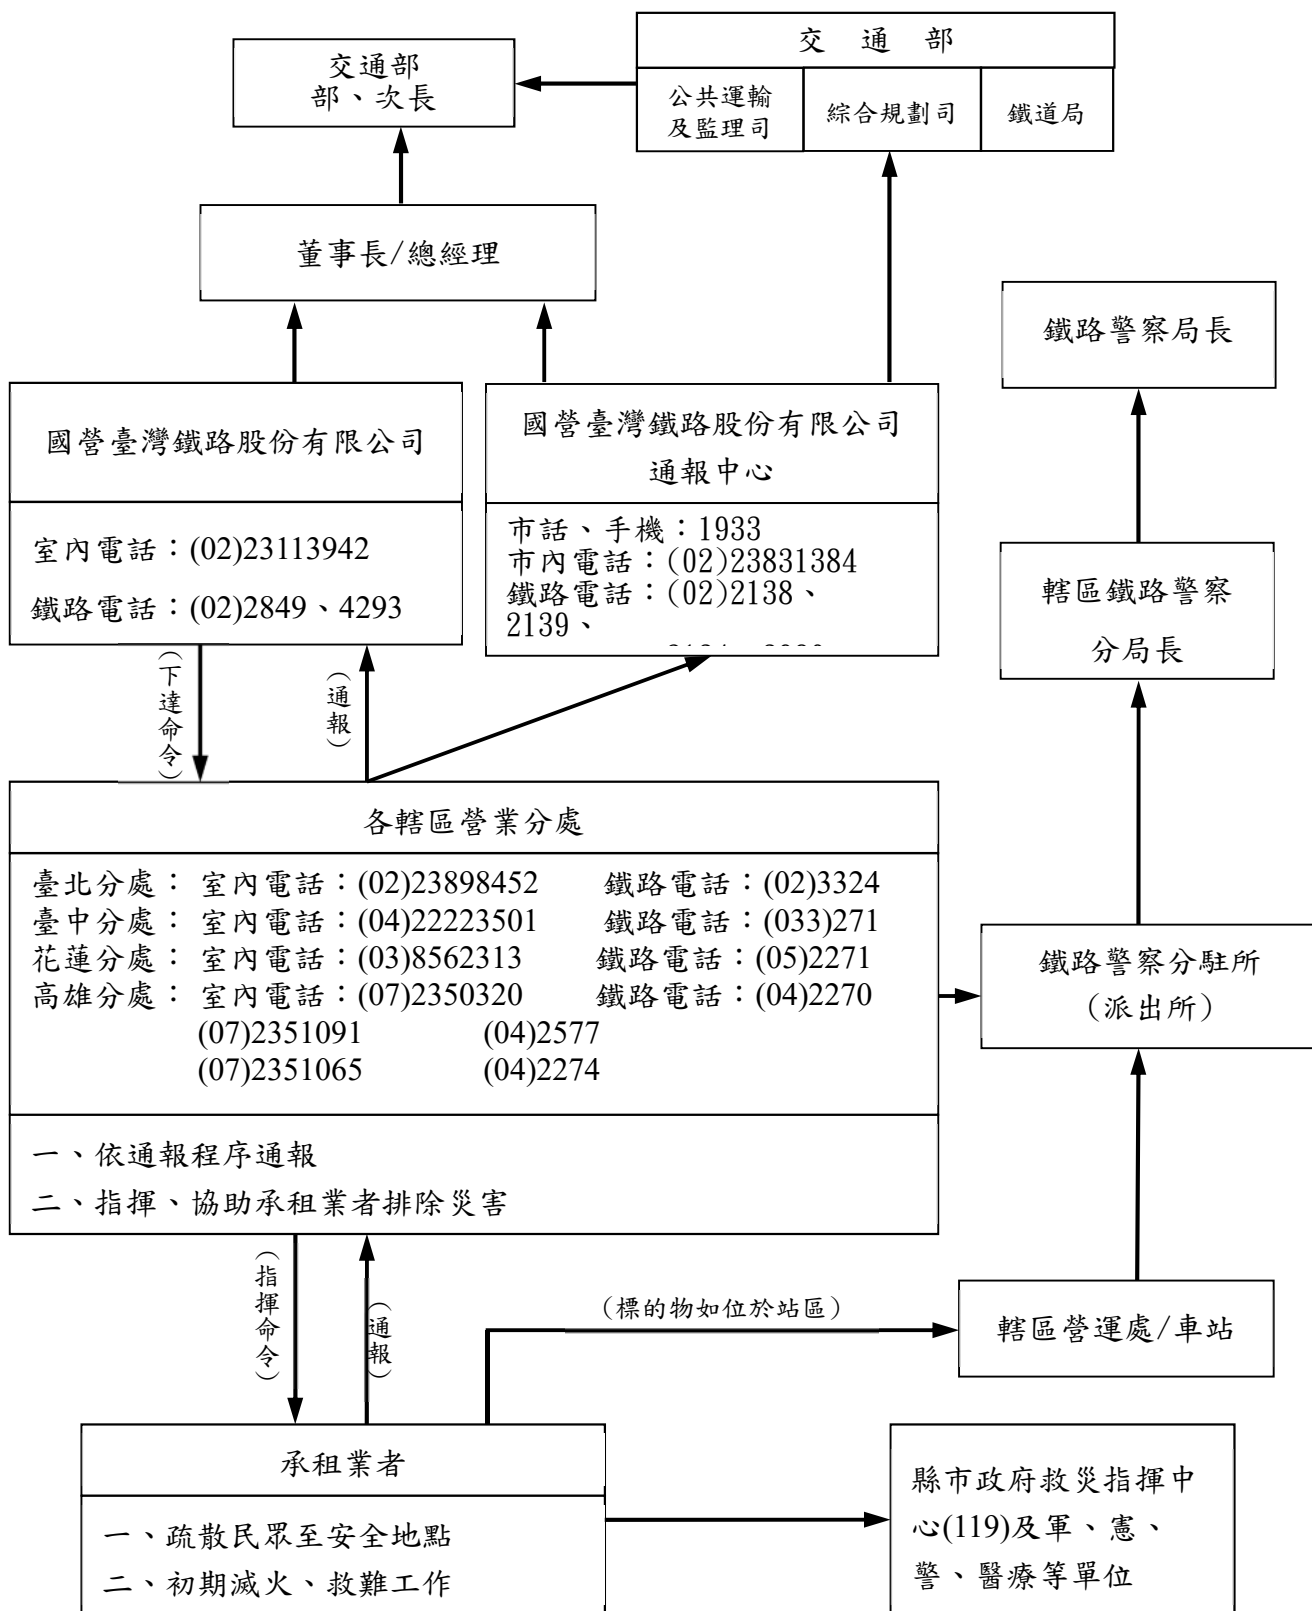 交通部
公共運輸
及監理司
綜合規劃司
鐵道局
交通部
部、次長
董事長/總經理
鐵路警察局長
國營臺灣鐵路股份有限公司
室內電話：(02)23113942
鐵路電話：(02)2849、4293
國營臺灣鐵路股份有限公司
通報中心
市話、手機：1933
市內電話：(02)23831384
鐵路電話：(02)2138、
2139、
轄區鐵路警察
分局長
（下達命令）
（通報）
各轄區營業分處
臺北分處： 室內電話：(02)23898452 鐵路電話：(02)3324
臺中分處： 室內電話：(04)22223501 鐵路電話：(033)271
花蓮分處： 室內電話：(03)8562313 鐵路電話：(05)2271
高雄分處： 室內電話：(07)2350320 鐵路電話：(04)2270
(07)2351091 (04)2577
(07)2351065 (04)2274
一、依通報程序通報
二、指揮、協助承租業者排除災害
鐵路警察分駐所
（派出所）
（指揮命令）
（通報）
（標的物如位於站區）
轄區營運處/車站
承租業者
一、疏散民眾至安全地點
二、初期滅火、救難工作
縣市政府救災指揮中
心(119)及軍、憲、
警、醫療等單位